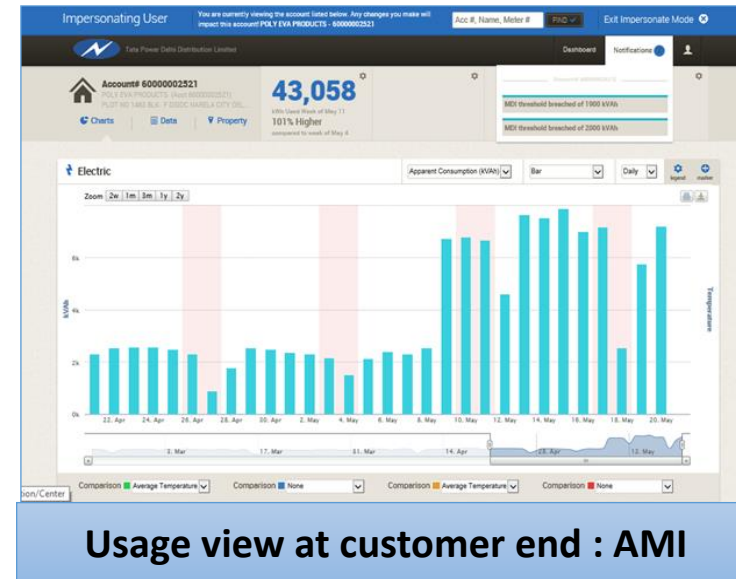 Impersonating User
You are currently viewing the account listed below. Any changes you make will
impact this account! POLY EVA PRODUCTS - 60000002521
Acc #, Name, Meter #
FIND
Exit Impersonate Mode
Tata Power Delhi Distribution Limited
Dashboard
Notifications
Account# 60000002521
POLY EVA PRODUCTS
Charts
Data
Property
43,058
kWh Used Week of May 11
101% Higher
compared to week of May 4
MDI threshold breached of 1900 kVAh
MDI threshold breached of 2000 kVAh
Electric
Apparent Consumption (kVAh)
Bar
Daily
legend
marker
Zoom 2w 1m 3m 1y 2y
6k
4k
2k
0k
kVAh
Temperature
22. Apr 24. Apr 26. Apr 28. Apr 30. Apr 2. May 4. May 6. May 8. May 10. May 12. May 14. May 16. May 18. May 20. May
3. Mar 17. Mar 31. Mar 14. Apr 28. Apr 12. May
ion/Center
Comparison Average Temperature Comparison None Comparison Average Temperature Comparison None
Usage view at customer end : AMI